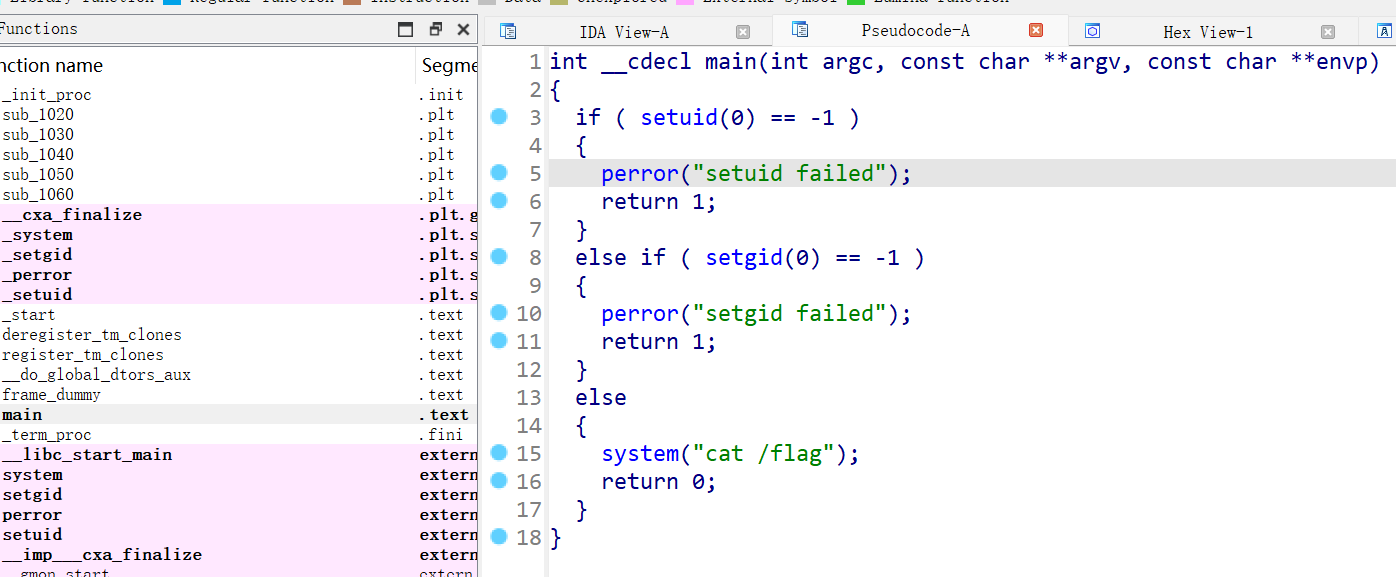 Library function Regular function Instruction Data Unexplored External symbol Lumina function
Functions
nction name Segme
_init_proc .init
sub_1020 .plt
sub_1030 .plt
sub_1040 .plt
sub_1050 .plt
sub_1060 .plt
__cxa_finalize .plt.g
_system .plt.s
_setgid .plt.s
_perror .plt.s
_setuid .plt.s
_start .text
deregister_tm_clones .text
register_tm_clones .text
__do_global_dtors_aux .text
frame_dummy .text
main .text
_term_proc .fini
__libc_start_main extern
system extern
setgid extern
perror extern
setuid extern
__imp___cxa_finalize extern
__gmon_start extern
IDA View-A Pseudocode-A Hex View-1
1 int __cdecl main(int argc, const char **argv, const char **envp)
2 {
3 if ( setuid(0) == -1 )
4 {
5 perror("setuid failed");
6 return 1;
7 }
8 else if ( setgid(0) == -1 )
9 {
10 perror("setgid failed");
11 return 1;
12 }
13 else
14 {
15 system("cat /flag");
16 return 0;
17 }
18 }